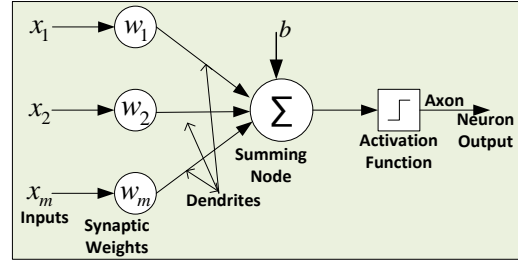 x₁ w₁ b
x₂ w₂ Σ Axon
Neuron
Output
Activation
Function
Summing
Node
xₘ wₘ Dendrites
Inputs Synaptic
Weights